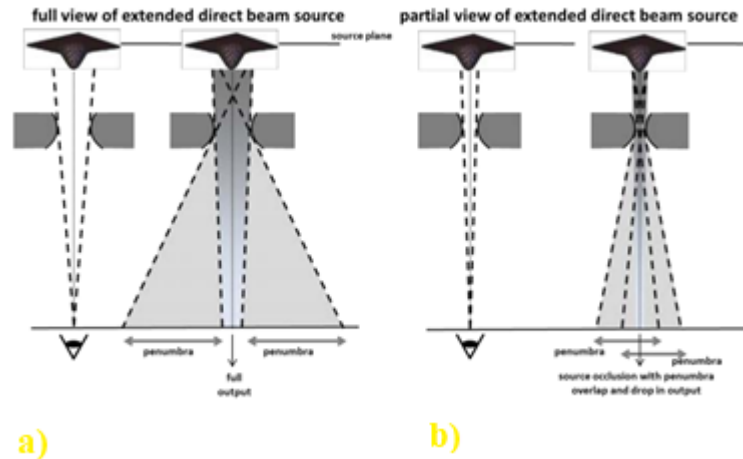 full view of extended direct beam source
source plane
penumbra
penumbra
full
output
a)
partial view of extended direct beam source
penumbra
penumbra
source occlusion with penumbra
overlap and drop in output
b)